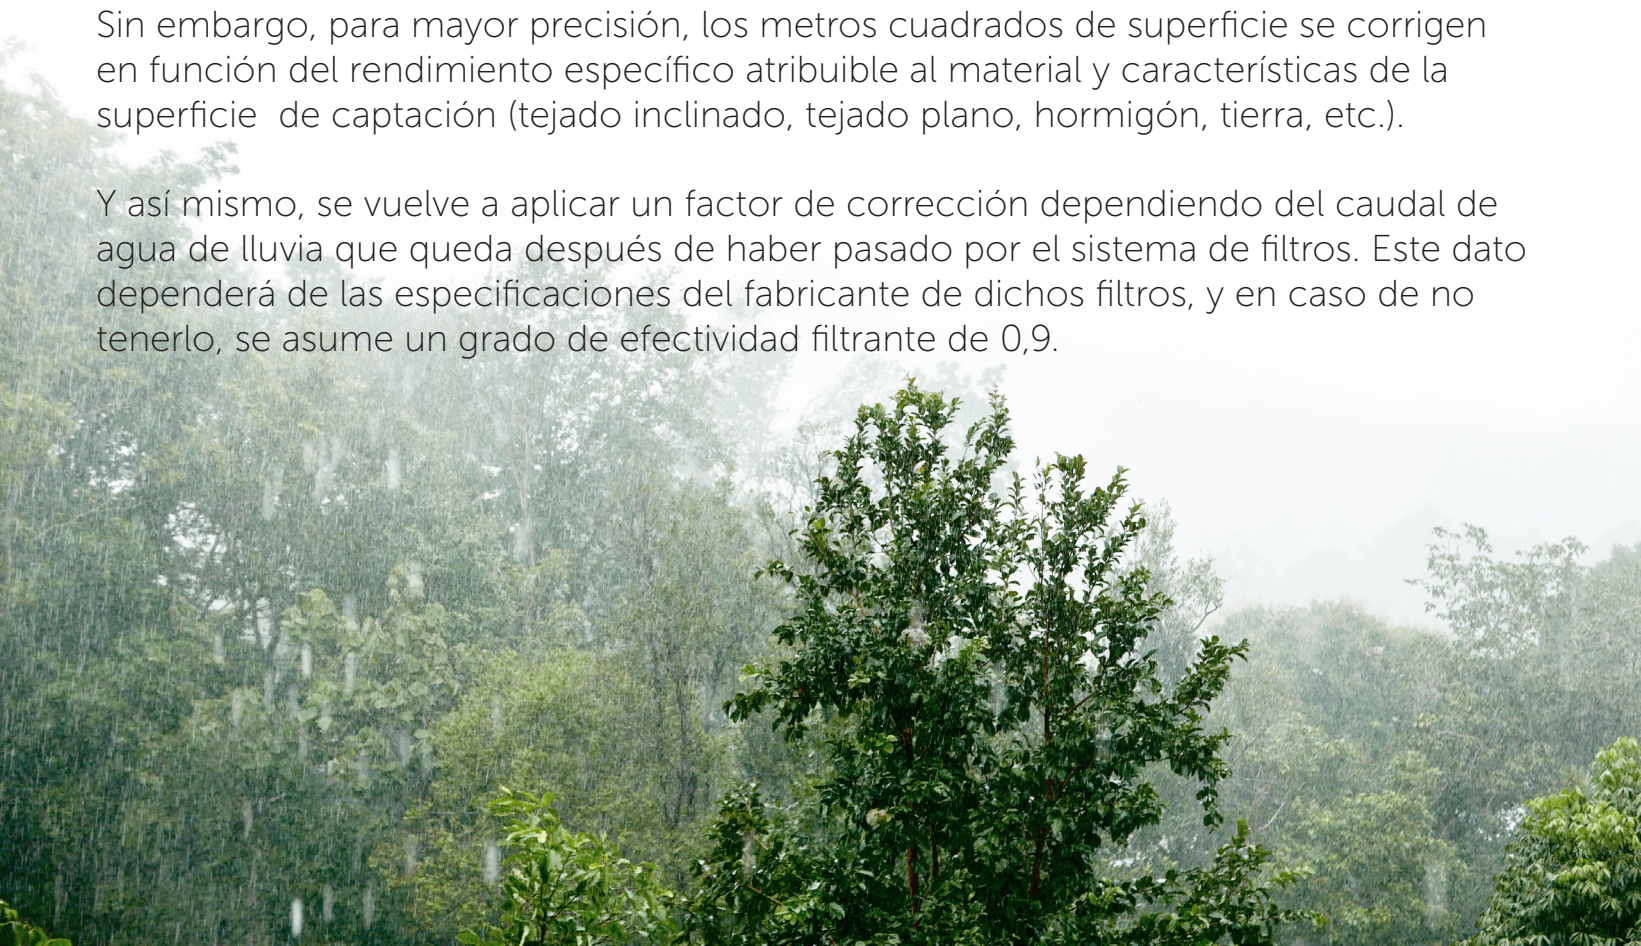 Sin embargo, para mayor precisión, los metros cuadrados de superficie se corrigen
en función del rendimiento específico atribuible al material y características de la
superficie  de captación (tejado inclinado, tejado plano, hormigón, tierra, etc.).
Y así mismo, se vuelve a aplicar un factor de corrección dependiendo del caudal de
agua de lluvia que queda después de haber pasado por el sistema de filtros. Este dato
dependerá de las especificaciones del fabricante de dichos filtros, y en caso de no
tenerlo, se asume un grado de efectividad filtrante de 0,9.